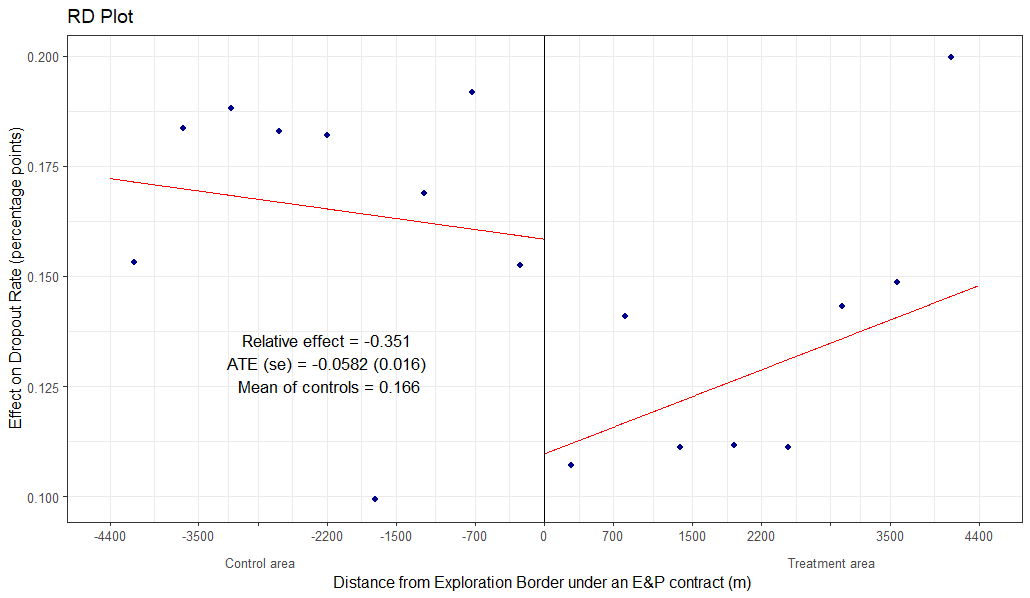 RD Plot
Effect on Dropout Rate (percentage points)
0.200
0.175
0.150
0.125
0.100
Relative effect = -0.351
ATE (se) = -0.0582 (0.016)
Mean of controls = 0.166
-4400 -3500 -2200 -1500 -700 0 700 1500 2200 3500 4400
Control area Treatment area
Distance from Exploration Border under an E&P contract (m)